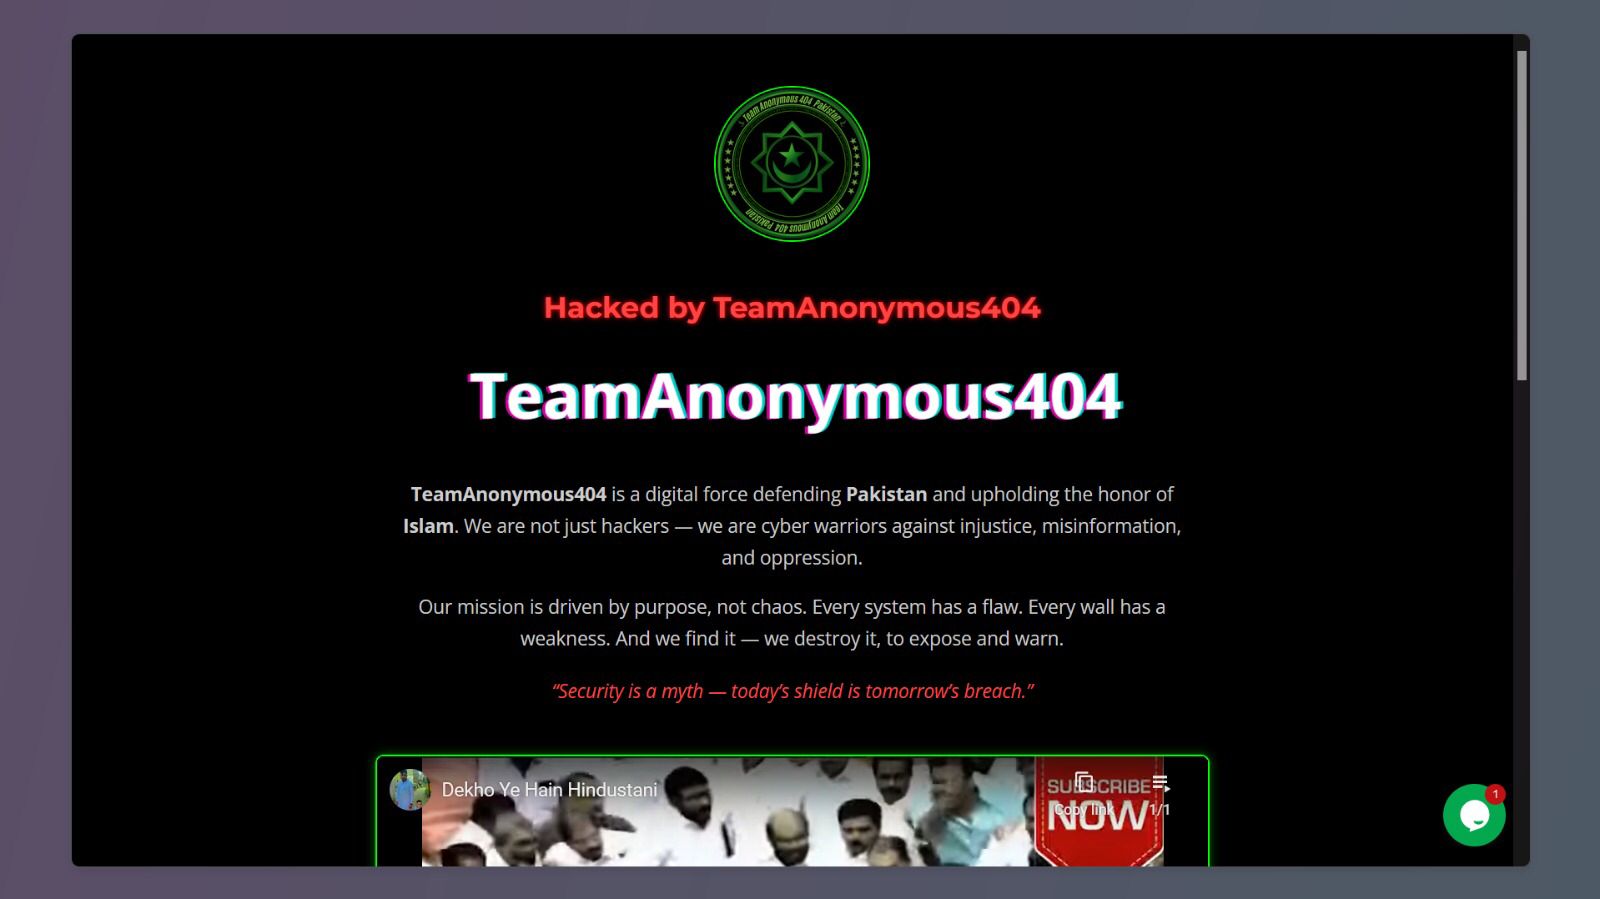 Team Anonymous 404 Pakistan
Team Anonymous 404 Pakistan
Hacked by TeamAnonymous404
TeamAnonymous404
TeamAnonymous404 is a digital force defending Pakistan and upholding the honor of
Islam. We are not just hackers — we are cyber warriors against injustice, misinformation,
and oppression.
Our mission is driven by purpose, not chaos. Every system has a flaw. Every wall has a
weakness. And we find it — we destroy it, to expose and warn.
“Security is a myth — today’s shield is tomorrow’s breach.”
Dekho Ye Hain Hindustani
SUBSCRIBE
NOW
Copy link
1/1
1